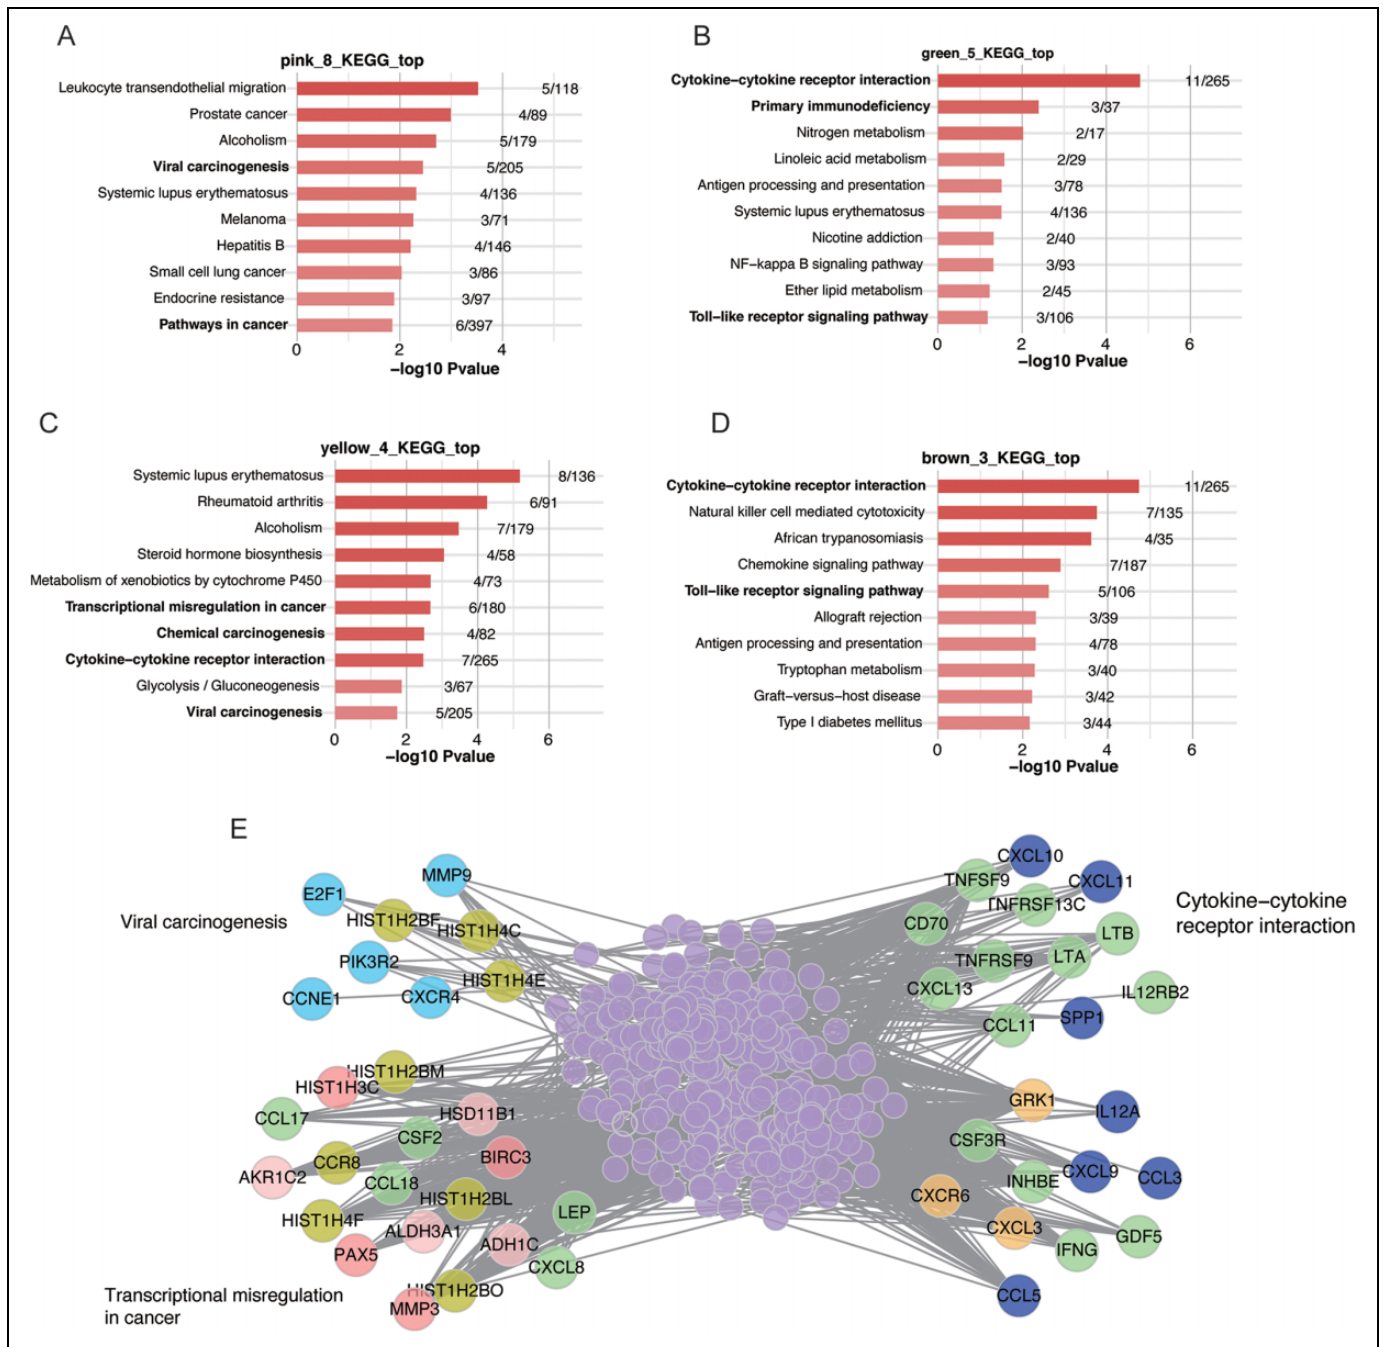 A
pink_8_KEGG_top
Leukocyte transendothelial migration 5/118
Prostate cancer 4/89
Alcoholism 5/179
Viral carcinogenesis 5/205
Systemic lupus erythematosus 4/136
Melanoma 3/71
Hepatitis B 4/146
Small cell lung cancer 3/86
Endocrine resistance 3/97
Pathways in cancer 6/397
0 2 4
−log10 Pvalue
B
green_5_KEGG_top
Cytokine−cytokine receptor interaction 11/265
Primary immunodeficiency 3/37
Nitrogen metabolism 2/17
Linoleic acid metabolism 2/29
Antigen processing and presentation 3/78
Systemic lupus erythematosus 4/136
Nicotine addiction 2/40
NF−kappa B signaling pathway 3/93
Ether lipid metabolism 2/45
Toll−like receptor signaling pathway 3/106
0 2 4 6
−log10 Pvalue
C
yellow_4_KEGG_top
Systemic lupus erythematosus 8/136
Rheumatoid arthritis 6/91
Alcoholism 7/179
Steroid hormone biosynthesis 4/58
Metabolism of xenobiotics by cytochrome P450 4/73
Transcriptional misregulation in cancer 6/180
Chemical carcinogenesis 4/82
Cytokine−cytokine receptor interaction 7/265
Glycolysis / Gluconeogenesis 3/67
Viral carcinogenesis 5/205
0 2 4 6
−log10 Pvalue
D
brown_3_KEGG_top
Cytokine−cytokine receptor interaction 11/265
Natural killer cell mediated cytotoxicity 7/135
African trypanosomiasis 4/35
Chemokine signaling pathway 7/187
Toll−like receptor signaling pathway 5/106
Allograft rejection 3/39
Antigen processing and presentation 4/78
Tryptophan metabolism 3/40
Graft−versus−host disease 3/42
Type I diabetes mellitus 3/44
0 2 4 6
−log10 Pvalue
E
Viral carcinogenesis
MMP9
E2F1
HIST1H2BF
HIST1H4C
PIK3R2
HIST1H4E
CCNE1
CXCR4
HIST1H2BM
HIST1H3C
CCL17
HSD11B1
CSF2
BIRC3
CCR8
AKR1C2
CCL18
HIST1H2BL
HIST1H4F
LEP
ALDH3A1
PAX5
ADH1C
CXCL8
HIST1H2BO
MMP3
Transcriptional misregulation
in cancer
Cytokine−cytokine
receptor interaction
CXCL10
TNFSF9
CXCL11
TNFRSF13C
CD70
LTB
TNFRSF9
LTA
CXCL13
IL12RB2
SPP1
CCL11
GRK1
IL12A
CSF3R
CXCL9
CCL3
INHBE
CXCR6
CXCL3
GDF5
IFNG
CCL5